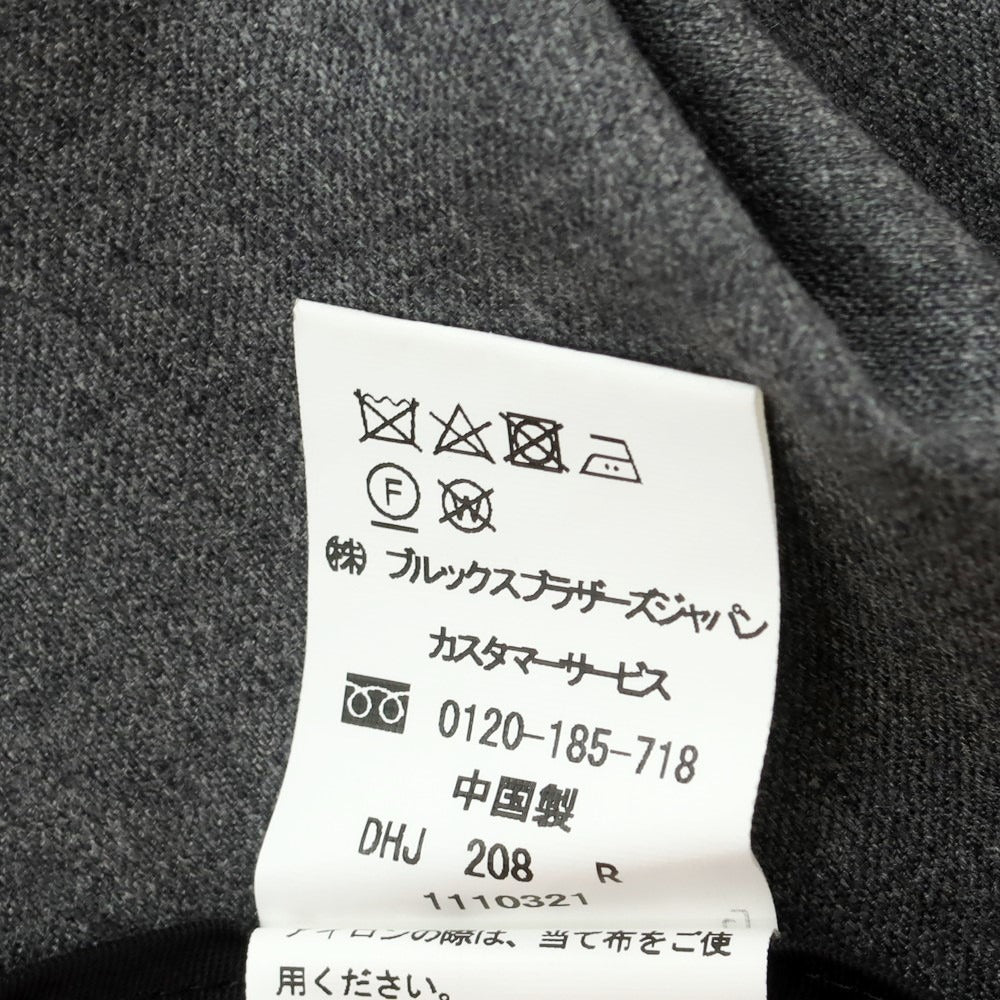 F W
㈱ ブルックスブラザーズジャパン
カスタマーサービス
0120-185-718
中国製
DHJ 208 R
1110321
アイロンの際は、当て布をご使
用ください。